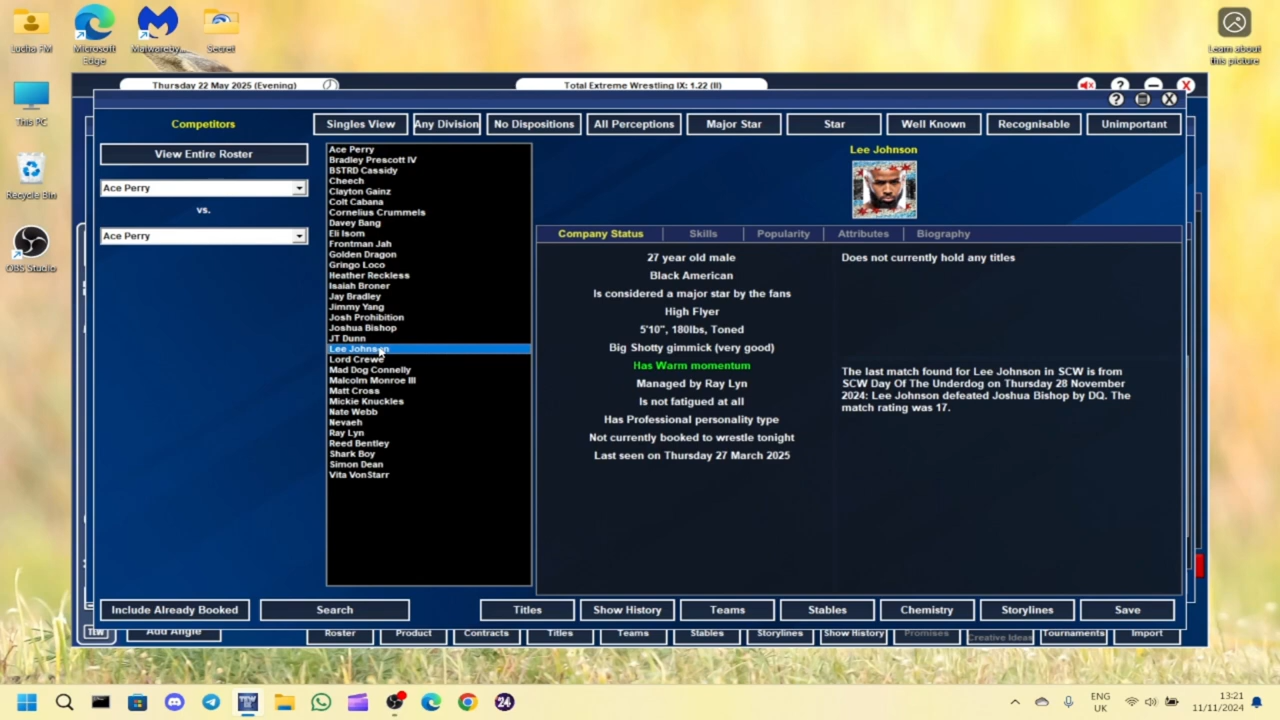 Lucha FM
Microsoft Edge
Malwareby...
Secret
Learn about this picture
This PC
Recycle Bin
OBS Studio
Thursday 22 May 2025 (Evening)
Total Extreme Wrestling IX: 1.22 (II)
Competitors
Singles View
Any Division
No Dispositions
All Perceptions
Major Star
Star
Well Known
Recognisable
Unimportant
View Entire Roster
Ace Perry
vs.
Ace Perry
Ace Perry
Bradley Prescott IV
BSTRD Cassidy
Cheech
Clayton Gainz
Colt Cabana
Cornelius Crummels
Davey Bang
Eli Isom
Frontman Jah
Golden Dragon
Gringo Loco
Heather Reckless
Isaiah Broner
Jay Bradley
Jimmy Yang
Josh Prohibition
Joshua Bishop
JT Dunn
Lee Johnson
Lord Crewe
Mad Dog Connelly
Malcolm Monroe III
Matt Cross
Mickie Knuckles
Nate Webb
Nevaeh
Ray Lyn
Reed Bentley
Shark Boy
Simon Dean
Vita VonStarr
Lee Johnson
Company Status
Skills
Popularity
Attributes
Biography
27 year old male
Black American
Is considered a major star by the fans
High Flyer
5'10", 180lbs, Toned
Big Shotty gimmick (very good)
Has Warm momentum
Managed by Ray Lyn
Is not fatigued at all
Has Professional personality type
Not currently booked to wrestle tonight
Last seen on Thursday 27 March 2025
Does not currently hold any titles
The last match found for Lee Johnson in SCW is from
SCW Day Of The Underdog on Thursday 28 November
2024: Lee Johnson defeated Joshua Bishop by DQ. The
match rating was 17.
Include Already Booked
Search
Titles
Show History
Teams
Stables
Chemistry
Storylines
Save
TEW
Add Angle
Roster
Product
Contracts
Titles
Teams
Stables
Storylines
Show History
Promises
Creative Ideas
Tournaments
Import
24
ENG
UK
13:21
11/11/2024